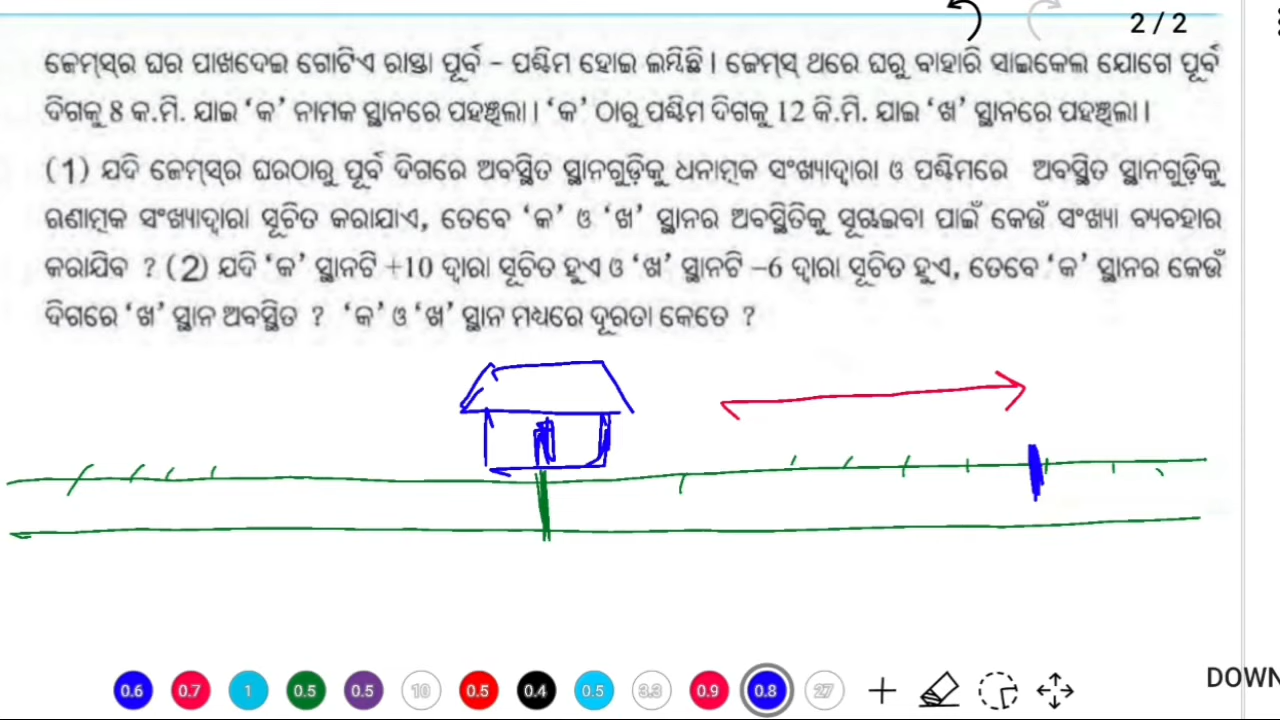 2 / 2
ଜେମ୍‌ସ୍‌ର ଘର ପାଖଦେଇ ଗୋଟିଏ ରାସ୍ତା ପୂର୍ବ – ପଶ୍ଚିମ ହୋଇ ଲମ୍ବିଛି । ଜେମ୍‌ସ୍ ଥରେ ଘରୁ ବାହାରି ସାଇକେଲ ଯୋଗେ ପୂର୍ବ
ଦିଗକୁ 8 କ.ମି. ଯାଇ ‘କ’ ନାମକ ସ୍ଥାନରେ ପହଞ୍ଚିଲା । ‘କ’ ଠାରୁ ପଶ୍ଚିମ ଦିଗକୁ 12 କି.ମି. ଯାଇ ‘ଖ’ ସ୍ଥାନରେ ପହଞ୍ଚିଲା ।
(1) ଯଦି ଜେମ୍‌ସ୍‌ର ଘରଠାରୁ ପୂର୍ବ ଦିଗରେ ଅବସ୍ଥିତ ସ୍ଥାନଗୁଡ଼ିକୁ ଧନାତ୍ମକ ସଂଖ୍ୟାଦ୍ୱାରା ଓ ପଶ୍ଚିମରେ ଅବସ୍ଥିତ ସ୍ଥାନଗୁଡ଼ିକୁ
ଋଣାତ୍ମକ ସଂଖ୍ୟାଦ୍ୱାରା ସୂଚିତ କରାଯାଏ, ତେବେ ‘କ’ ଓ ‘ଖ’ ସ୍ଥାନର ଅବସ୍ଥିତିକୁ ସୂଚାଇବା ପାଇଁ କେଉଁ ସଂଖ୍ୟା ବ୍ୟବହାର
କରାଯିବ ? (2) ଯଦି ‘କ’ ସ୍ଥାନଟି +10 ଦ୍ୱାରା ସୂଚିତ ହୁଏ ଓ ‘ଖ’ ସ୍ଥାନଟି –6 ଦ୍ୱାରା ସୂଚିତ ହୁଏ, ତେବେ ‘କ’ ସ୍ଥାନର କେଉଁ
ଦିଗରେ ‘ଖ’ ସ୍ଥାନ ଅବସ୍ଥିତ ? ‘କ’ ଓ ‘ଖ’ ସ୍ଥାନ ମଧ୍ୟରେ ଦୂରତା କେତେ ?
0.6 0.7 1 0.5 0.5 10 0.5 0.4 0.5 3.3 0.9 0.8 27
DOWN